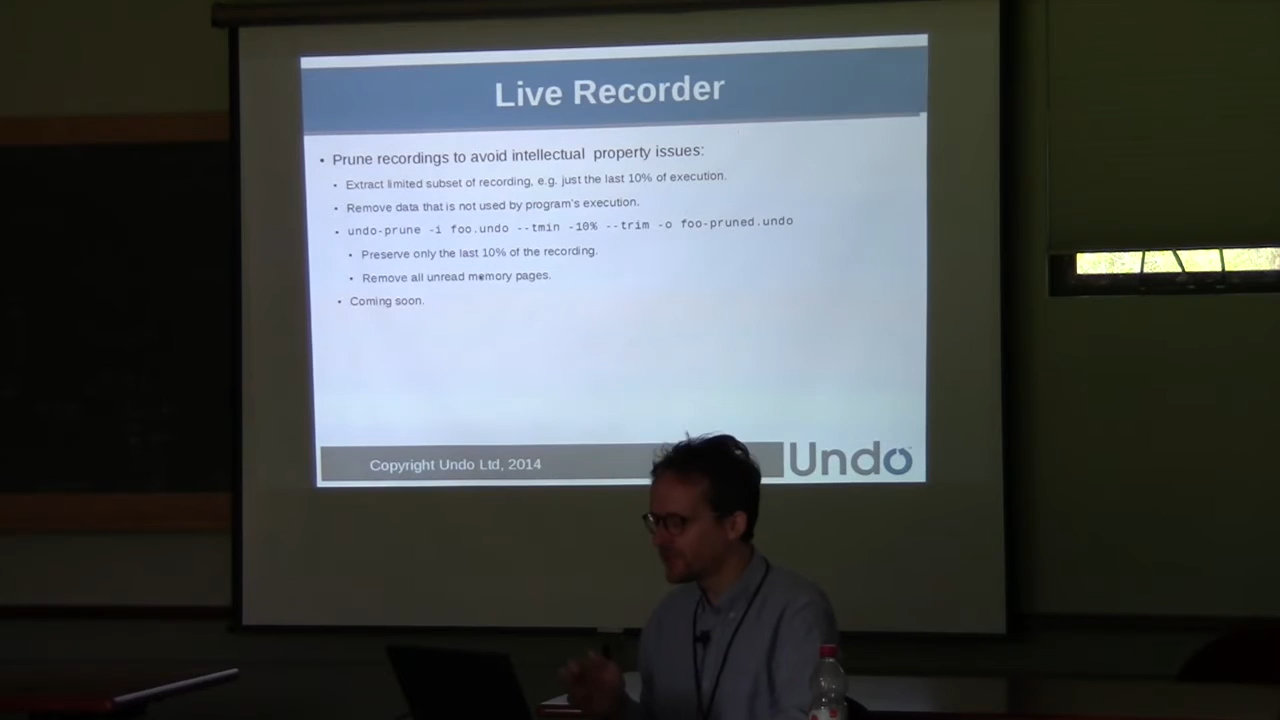 Live Recorder
• Prune recordings to avoid intellectual property issues:
• Extract limited subset of recording, e.g. just the last 10% of execution.
• Remove data that is not used by program's execution.
• undo-prune -i foo.undo --tmin -10% --trim -o foo-pruned.undo
• Preserve only the last 10% of the recording.
• Remove all unread memory pages.
• Coming soon.
Copyright Undo Ltd, 2014
Undo